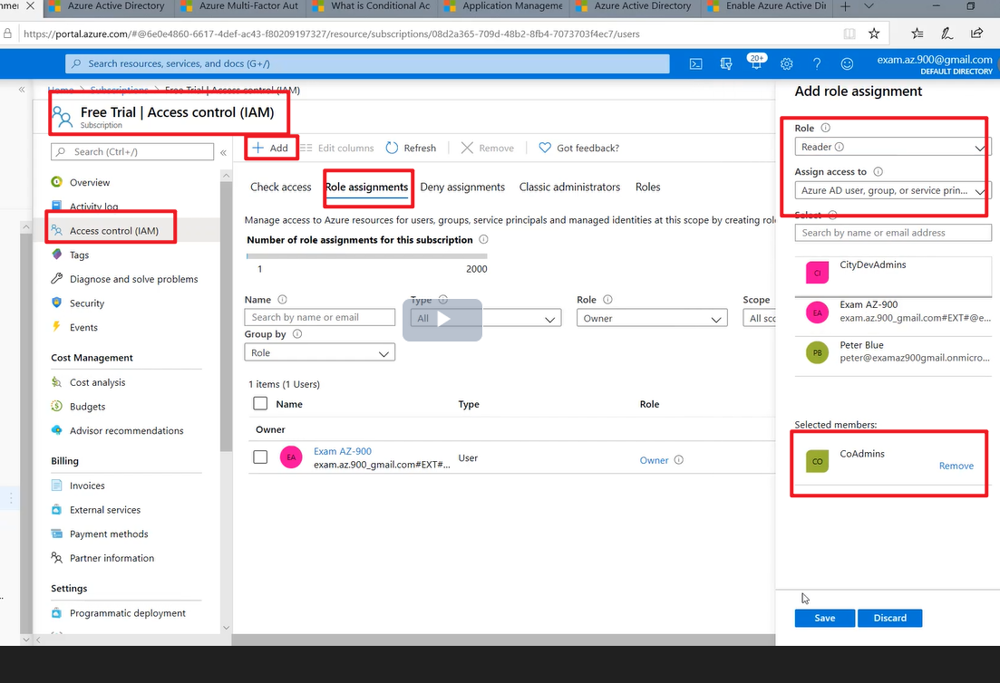 nmen
Azure Active Directory
Azure Multi-Factor Aut
What is Conditional Ac
Application Manageme
Azure Active Directory
Enable Azure Active Dir
https://portal.azure.com/#@6e0e4860-6617-4def-ac43-f80209197327/resource/subscriptions/08d2a365-709d-48b2-8fb4-7073703f4ec7/users
Search resources, services, and docs (G+/)
20+
exam.az.900@gmail.com
DEFAULT DIRECTORY
Home > Subscriptions > Free Trial | Access control (IAM)
Free Trial | Access control (IAM)
Subscription
Search (Ctrl+/)
Overview
Activity log
Access control (IAM)
Tags
Diagnose and solve problems
Security
Events
Cost Management
Cost analysis
Budgets
Advisor recommendations
Billing
Invoices
External services
Payment methods
Partner information
Settings
Programmatic deployment
Add
Edit columns
Refresh
Remove
Got feedback?
Check access
Role assignments
Deny assignments
Classic administrators
Roles
Manage access to Azure resources for users, groups, service principals and managed identities at this scope by creating role
Number of role assignments for this subscription
1
2000
Name
Search by name or email
Type
All
Role
Owner
Scope
All sco
Group by
Role
1 items (1 Users)
Name
Type
Role
Owner
EA
Exam AZ-900
exam.az.900_gmail.com#EXT#...
User
Owner
Add role assignment
Role
Reader
Assign access to
Azure AD user, group, or service prin...
Select
Search by name or email address
CI
CityDevAdmins
EA
Exam AZ-900
exam.az.900_gmail.com#EXT#@e...
PB
Peter Blue
peter@examaz900gmail.onmicro...
Selected members:
CO
CoAdmins
Remove
Save
Discard